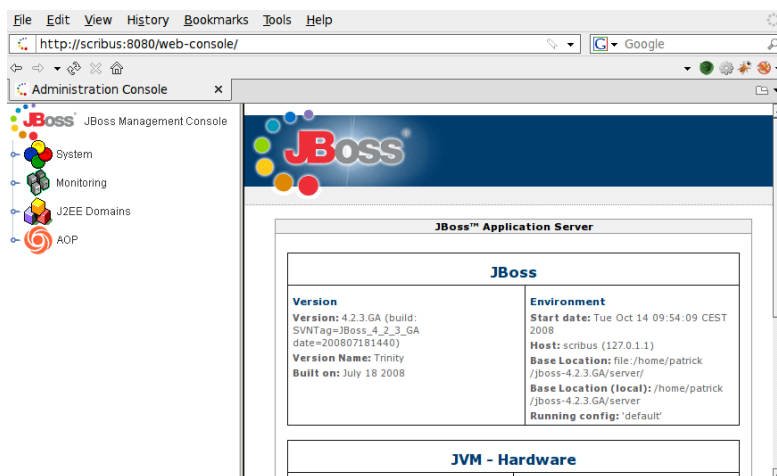 File Edit View History Bookmarks Tools Help
http://scribus:8080/web-console/
G Google
Administration Console x
JBoss JBoss Management Console
System
Monitoring
J2EE Domains
AOP
JBoss
JBoss™ Application Server
JBoss
Version
Version: 4.2.3.GA (build:
SVNTag=JBoss_4_2_3_GA
date=200807181440)
Version Name: Trinity
Built on: July 18 2008
Environment
Start date: Tue Oct 14 09:54:09 CEST
2008
Host: scribus (127.0.1.1)
Base Location: file:/home/patrick
/jboss-4.2.3.GA/server/
Base Location (local): /home/patrick
/jboss-4.2.3.GA/server
Running config: 'default'
JVM - Hardware